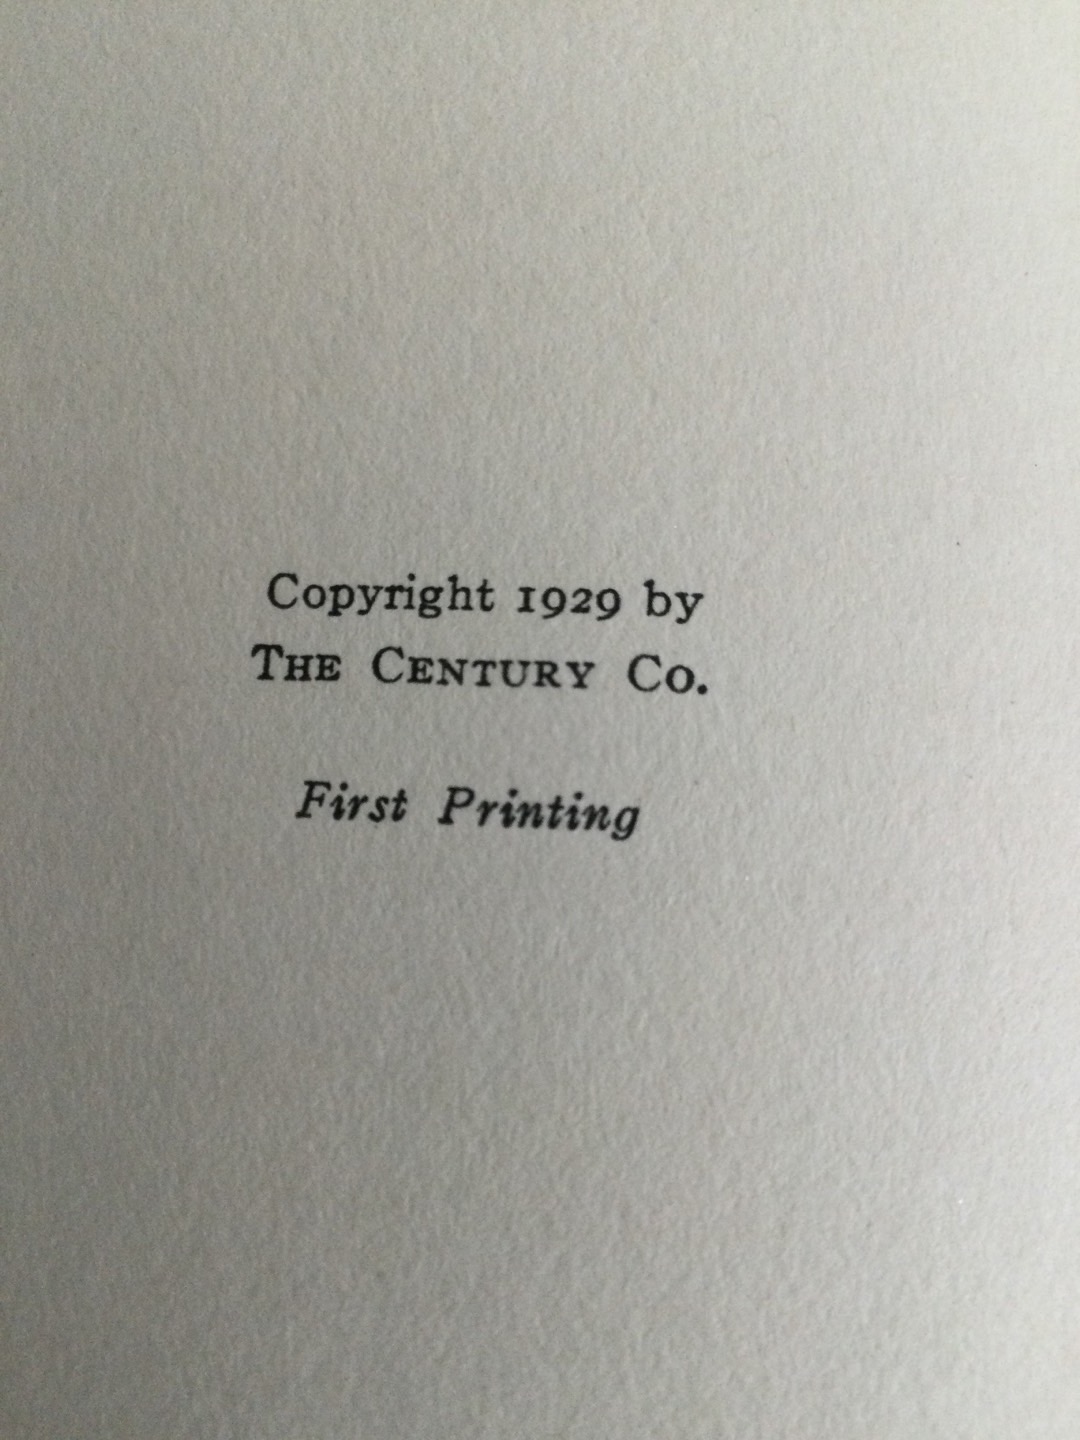 Copyright 1929 by
THE CENTURY CO.
First Printing